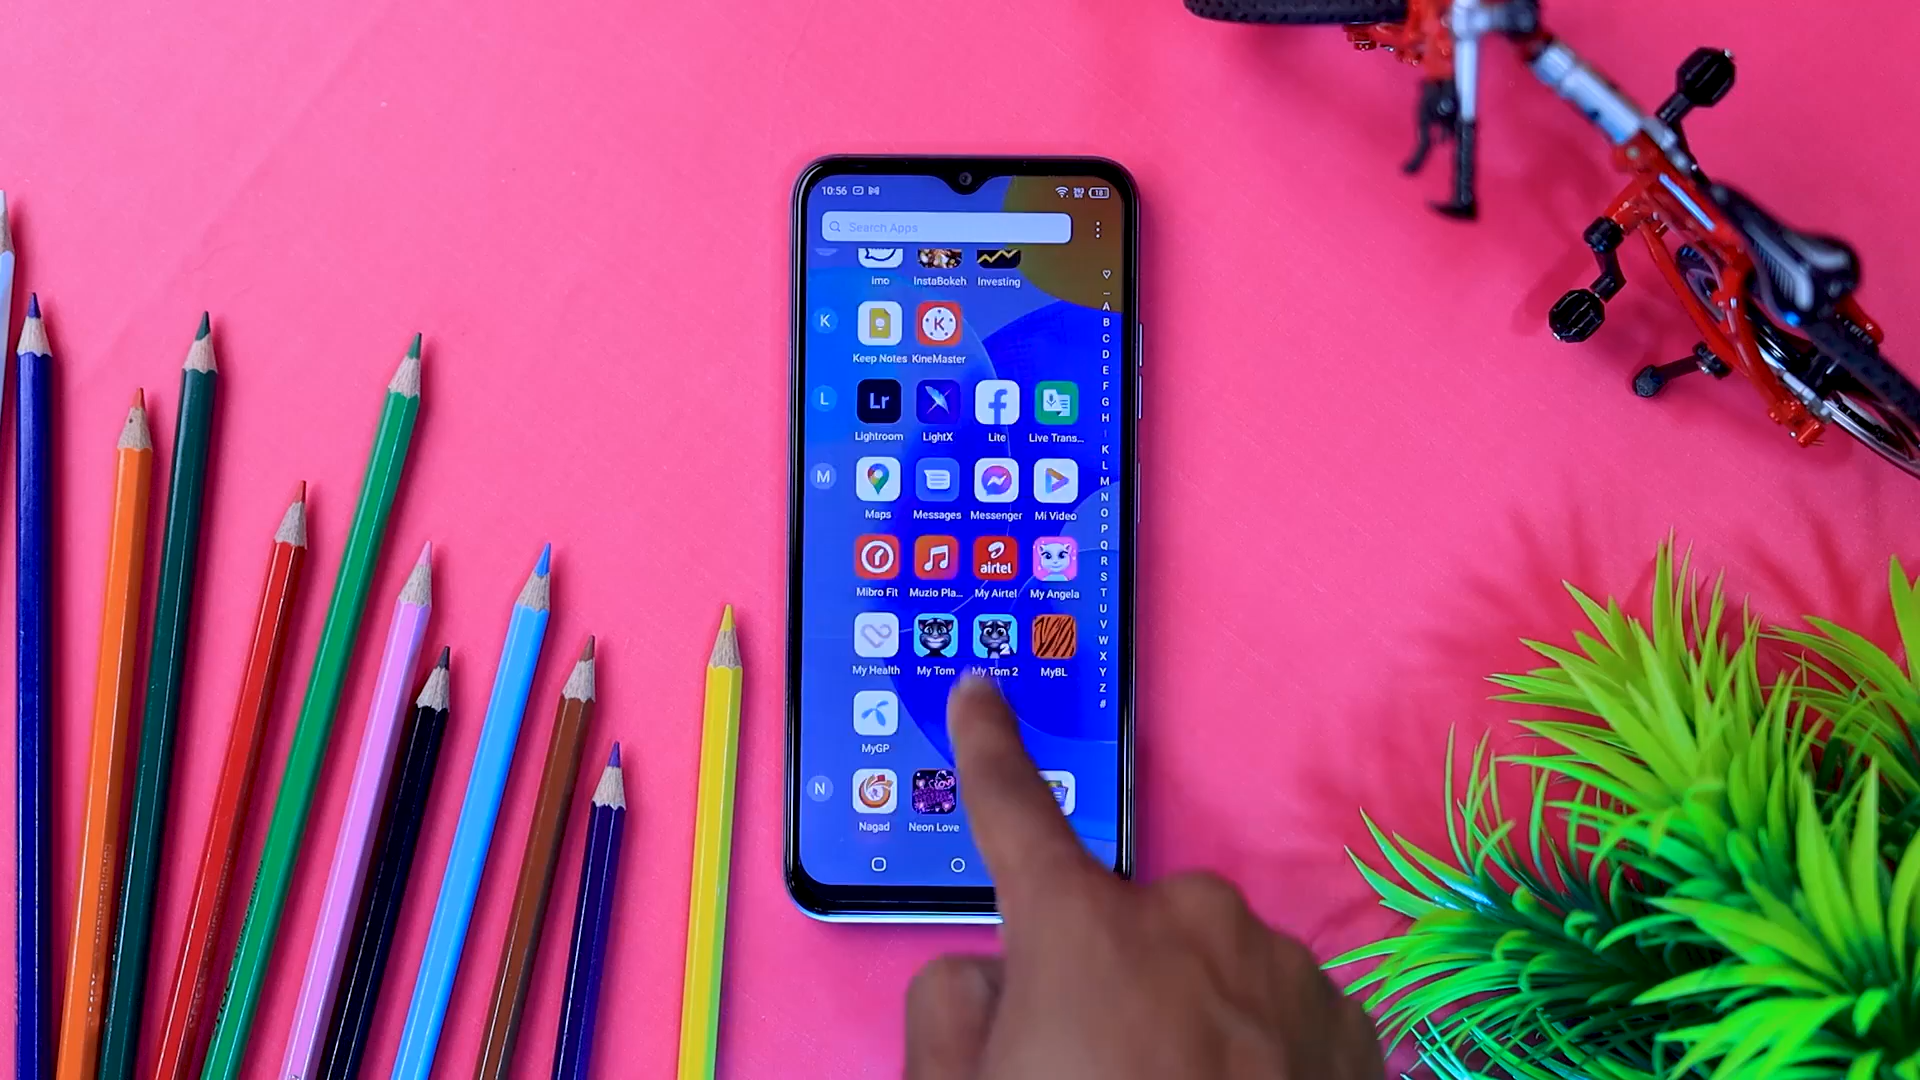 10:56
18
Search Apps
imo InstaBokeh Investing
K
K
Keep Notes KineMaster
L
Lr
Lightroom LightX Lite Live Trans...
M
Maps Messages Messenger Mi Video
airtel
Mibro Fit Muzio Pla... My Airtel My Angela
2
My Health My Tom My Tom 2 MyBL
MyGP
N
Nagad Neon Love
A
B
C
D
E
F
G
H
I
K
L
M
N
O
P
Q
R
S
T
U
V
W
X
Y
Z
#